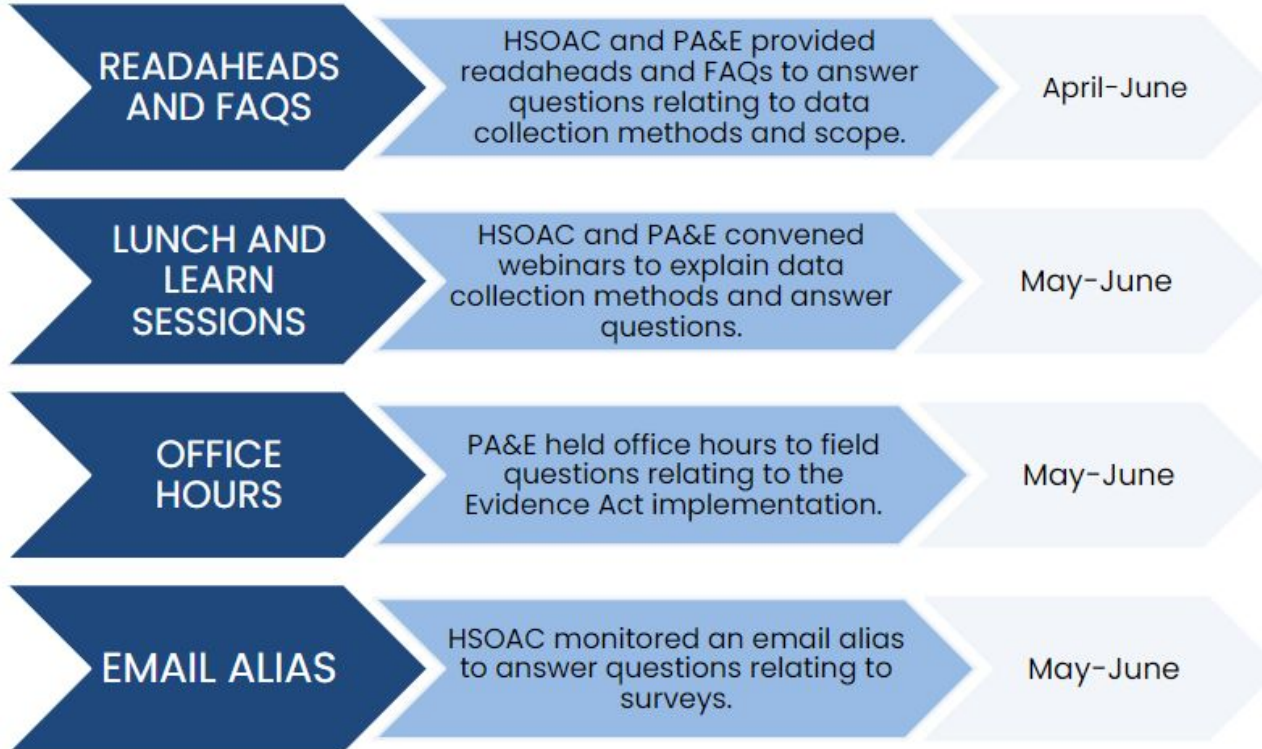 READAHEADS
AND FAQS
HSOAC and PA&E provided
readaheads and FAQs to answer
questions relating to data
collection methods and scope.
April-June
LUNCH AND
LEARN
SESSIONS
HSOAC and PA&E convened
webinars to explain data
collection methods and answer
questions.
May-June
OFFICE
HOURS
PA&E held office hours to field
questions relating to the
Evidence Act implementation.
May-June
EMAIL ALIAS
HSOAC monitored an email alias
to answer questions relating to
surveys.
May-June